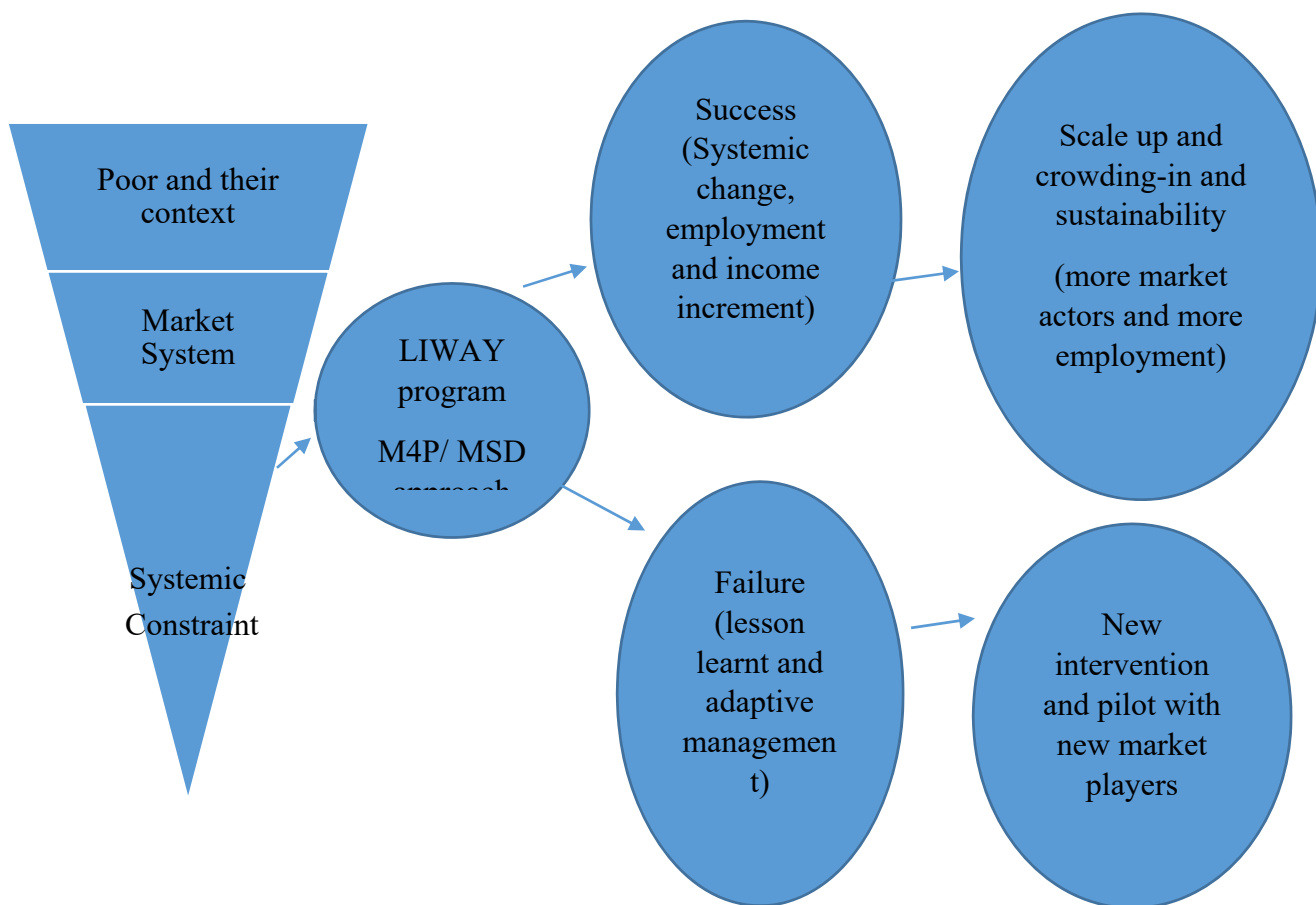 Poor and their
context
Market
System
Systemic
Constraint
LIWAY
program
M4P/ MSD
approach
Success
(Systemic
change,
employment
and income
increment)
Scale up and
crowding-in and
sustainability
(more market
actors and more
employment)
Failure
(lesson
learnt and
adaptive
managemen
t)
New
intervention
and pilot with
new market
players